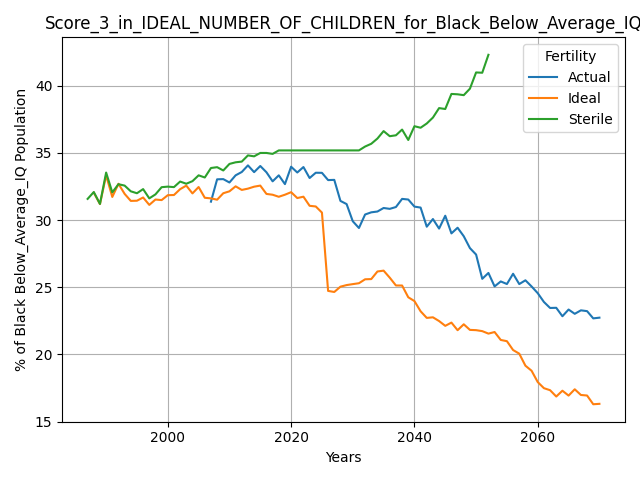 Score_3_in_IDEAL_NUMBER_OF_CHILDREN_for_Black_Below_Average_IQ
Fertility
Actual
Ideal
Sterile
% of Black Below_Average_IQ Population
40
35
30
25
20
15
2000
2020
2040
2060
Years